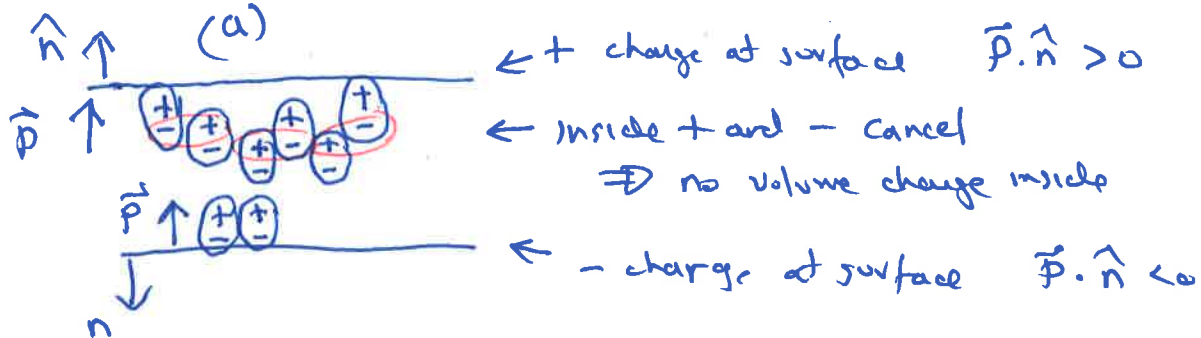 n̂ ↑ (a)
← + charge at surface P⃗·n̂ > 0
P⃗ ↑ + - + - + - + - + - + -
← inside + and - cancel
⇒ no volume charge inside
P⃗ ↑ + - + -
← - charge at surface P⃗·n̂ < 0
n